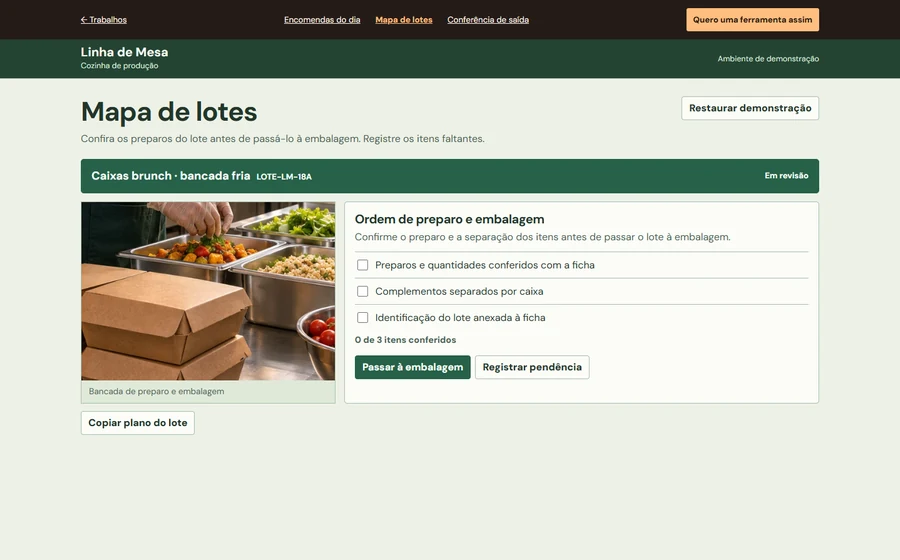 ← Trabalhos
Encomendas do dia
Mapa de lotes
Conferência de saída
Quero uma ferramenta assim
Linha de Mesa
Cozinha de produção
Ambiente de demonstração
Mapa de lotes
Restaurar demonstração
Confira os preparos do lote antes de passá-lo à embalagem. Registre os itens faltantes.
Caixas brunch · bancada fria LOTE-LM-18A
Em revisão
Ordem de preparo e embalagem
Confirme o preparo e a separação dos itens antes de passar o lote à embalagem.
Preparos e quantidades conferidos com a ficha
Complementos separados por caixa
Identificação do lote anexada à ficha
0 de 3 itens conferidos
Passar à embalagem
Registrar pendência
Bancada de preparo e embalagem
Copiar plano do lote